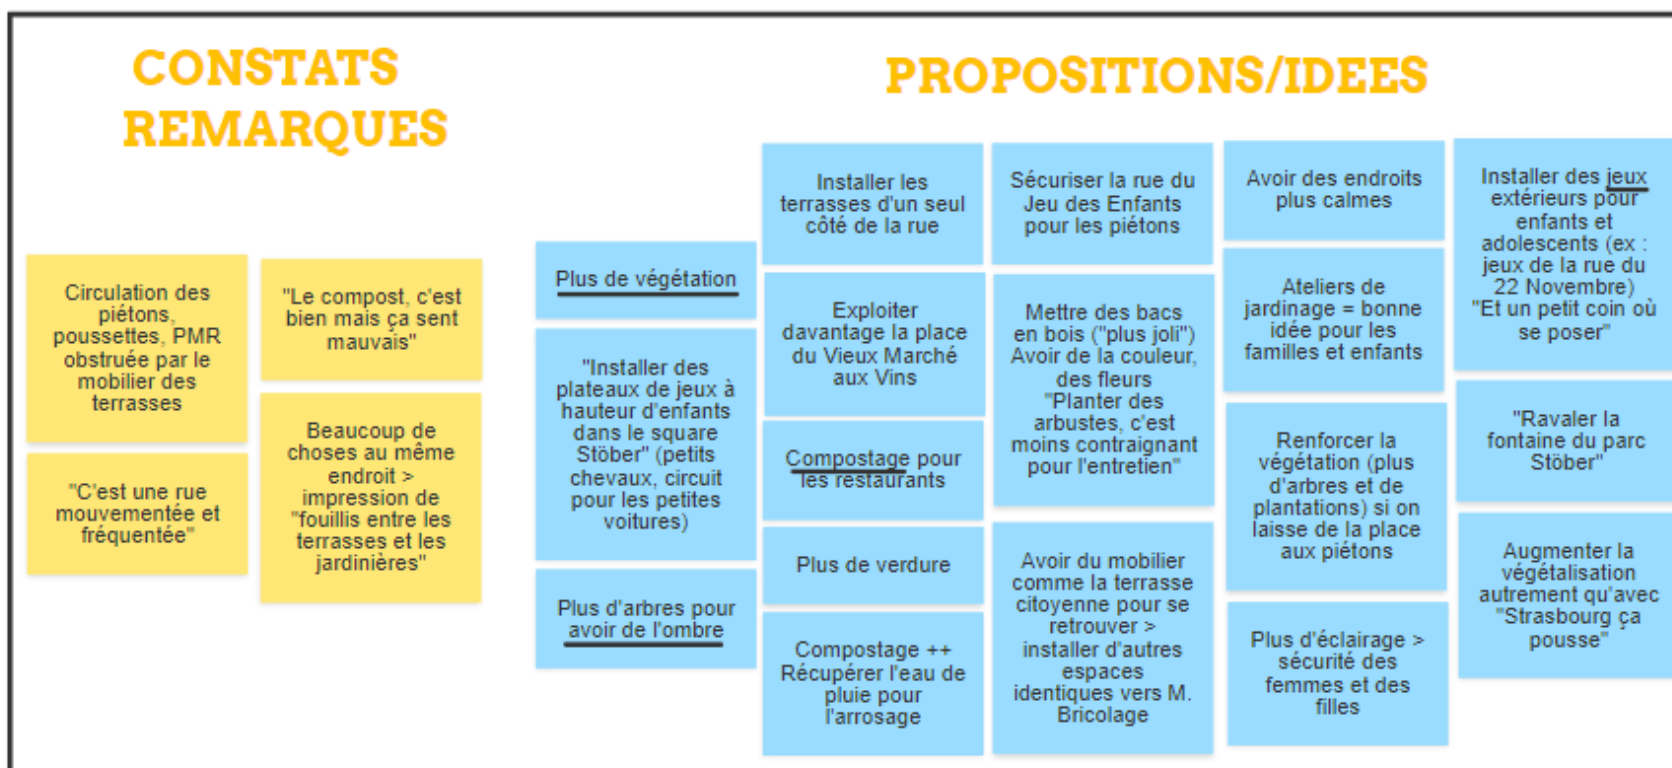 CONSTATS
REMARQUES
Circulation des
piétons,
poussettes, PMR
obstruée par le
mobilier des
terrasses
"C'est une rue
mouvementée et
fréquentée"
"Le compost, c'est
bien mais ça sent
mauvais"
Beaucoup de
choses au même
endroit >
impression de
"fouillis entre les
terrasses et les
jardinières"
PROPOSITIONS/IDEES
Plus de végétation
"Installer des
plateaux de jeux à
hauteur d'enfants
dans le square
Stöber" (petits
chevaux, circuit
pour les petites
voitures)
Plus d'arbres pour
avoir de l'ombre
Installer les
terrasses d'un seul
côté de la rue
Exploiter
davantage la place
du Vieux Marché
aux Vins
Compostage pour
les restaurants
Plus de verdure
Compostage ++
Récupérer l'eau de
pluie pour
l'arrosage
Sécuriser la rue du
Jeu des Enfants
pour les piétons
Mettre des bacs
en bois ("plus joli")
Avoir de la couleur,
des fleurs
"Planter des
arbustes, c'est
moins contraignant
pour l'entretien"
Avoir du mobilier
comme la terrasse
citoyenne pour se
retrouver >
installer d'autres
espaces
identiques vers M.
Bricolage
Avoir des endroits
plus calmes
Ateliers de
jardinage = bonne
idée pour les
familles et enfants
Renforcer la
végétation (plus
d'arbres et de
plantations) si on
laisse de la place
aux piétons
Plus d'éclairage >
sécurité des
femmes et des
filles
Installer des jeux
extérieurs pour
enfants et
adolescents (ex :
jeux de la rue du
22 Novembre)
"Et un petit coin où
se poser"
"Ravaler la
fontaine du parc
Stöber"
Augmenter la
végétalisation
autrement qu'avec
"Strasbourg ça
pousse"